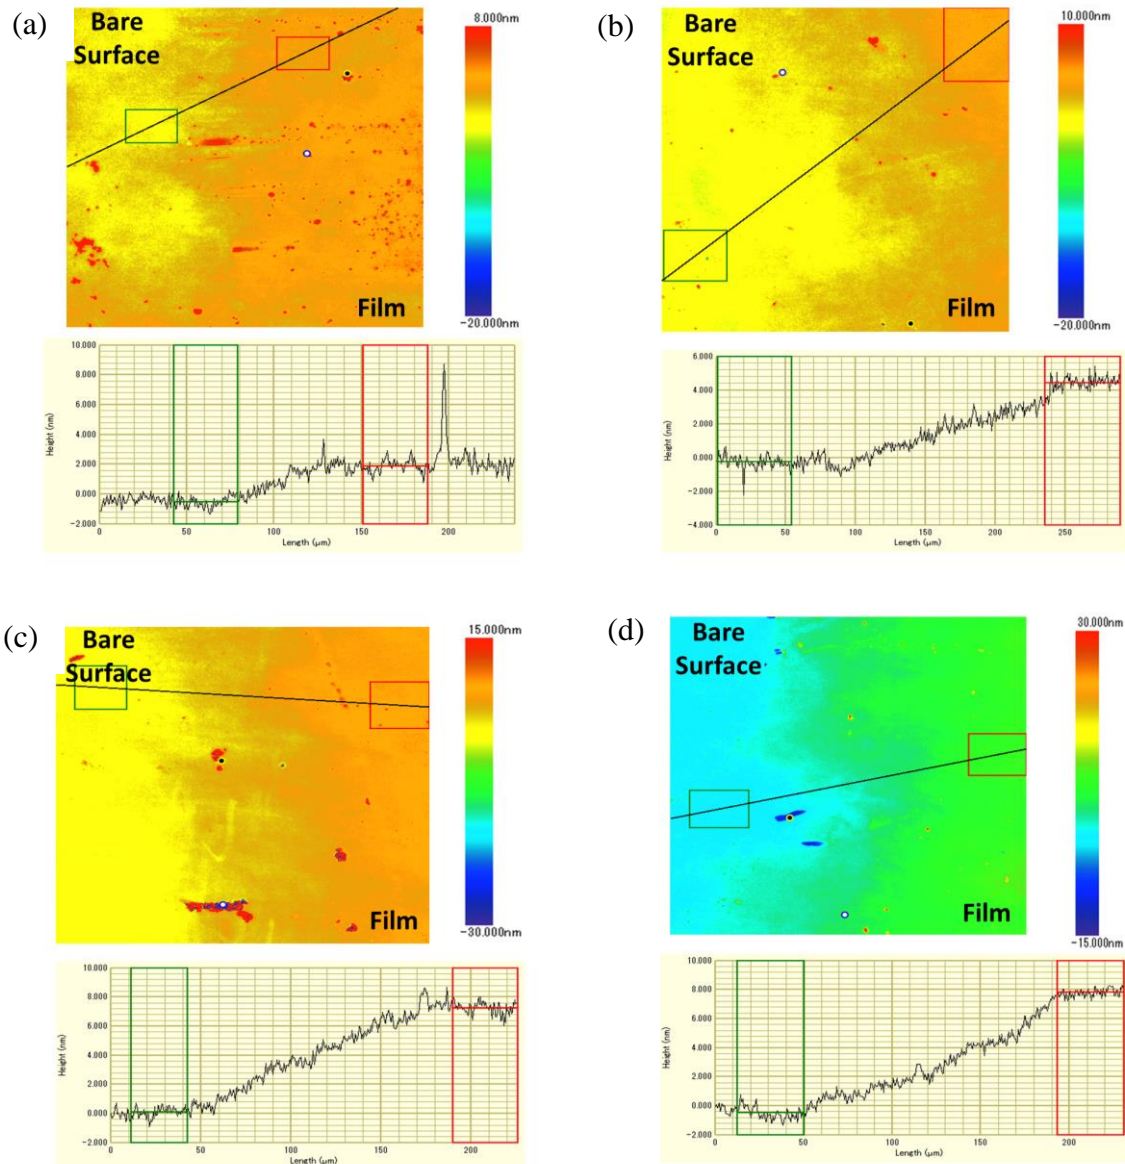 (a)
Bare
Surface
Film
8.000nm
-20.000nm
10.000
8.000
6.000
4.000
2.000
0.000
-2.000
Height (nm)
0 50 100 150 200
Length (μm)
(b)
Bare
Surface
Film
10.000nm
-20.000nm
6.000
4.000
2.000
0.000
-2.000
-4.000
Height (nm)
0 50 100 150 200 250
Length (μm)
(c)
Bare
Surface
Film
15.000nm
-30.000nm
10.000
8.000
6.000
4.000
2.000
0.000
-2.000
Height (nm)
0 50 100 150 200
Length (μm)
(d)
Bare
Surface
Film
30.000nm
-15.000nm
10.000
8.000
6.000
4.000
2.000
0.000
-2.000
Height (nm)
0 50 100 150 200
Length (μm)